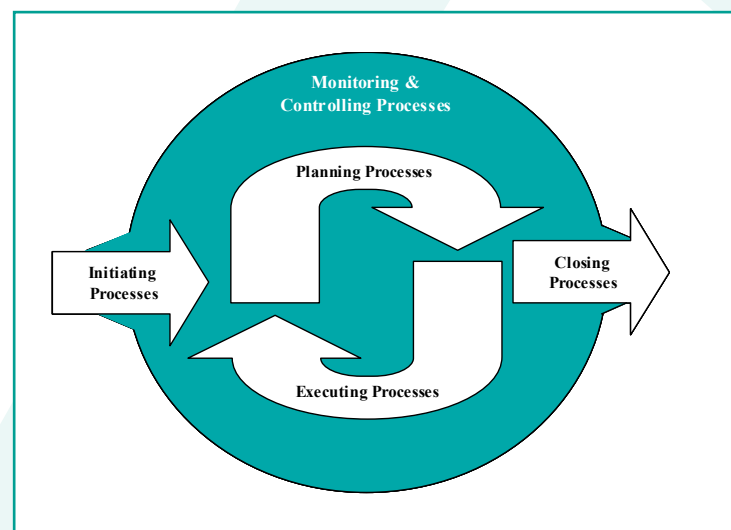 Monitoring &
Controlling Processes
Planning Processes
Initiating
Processes
Closing
Processes
Executing Processes